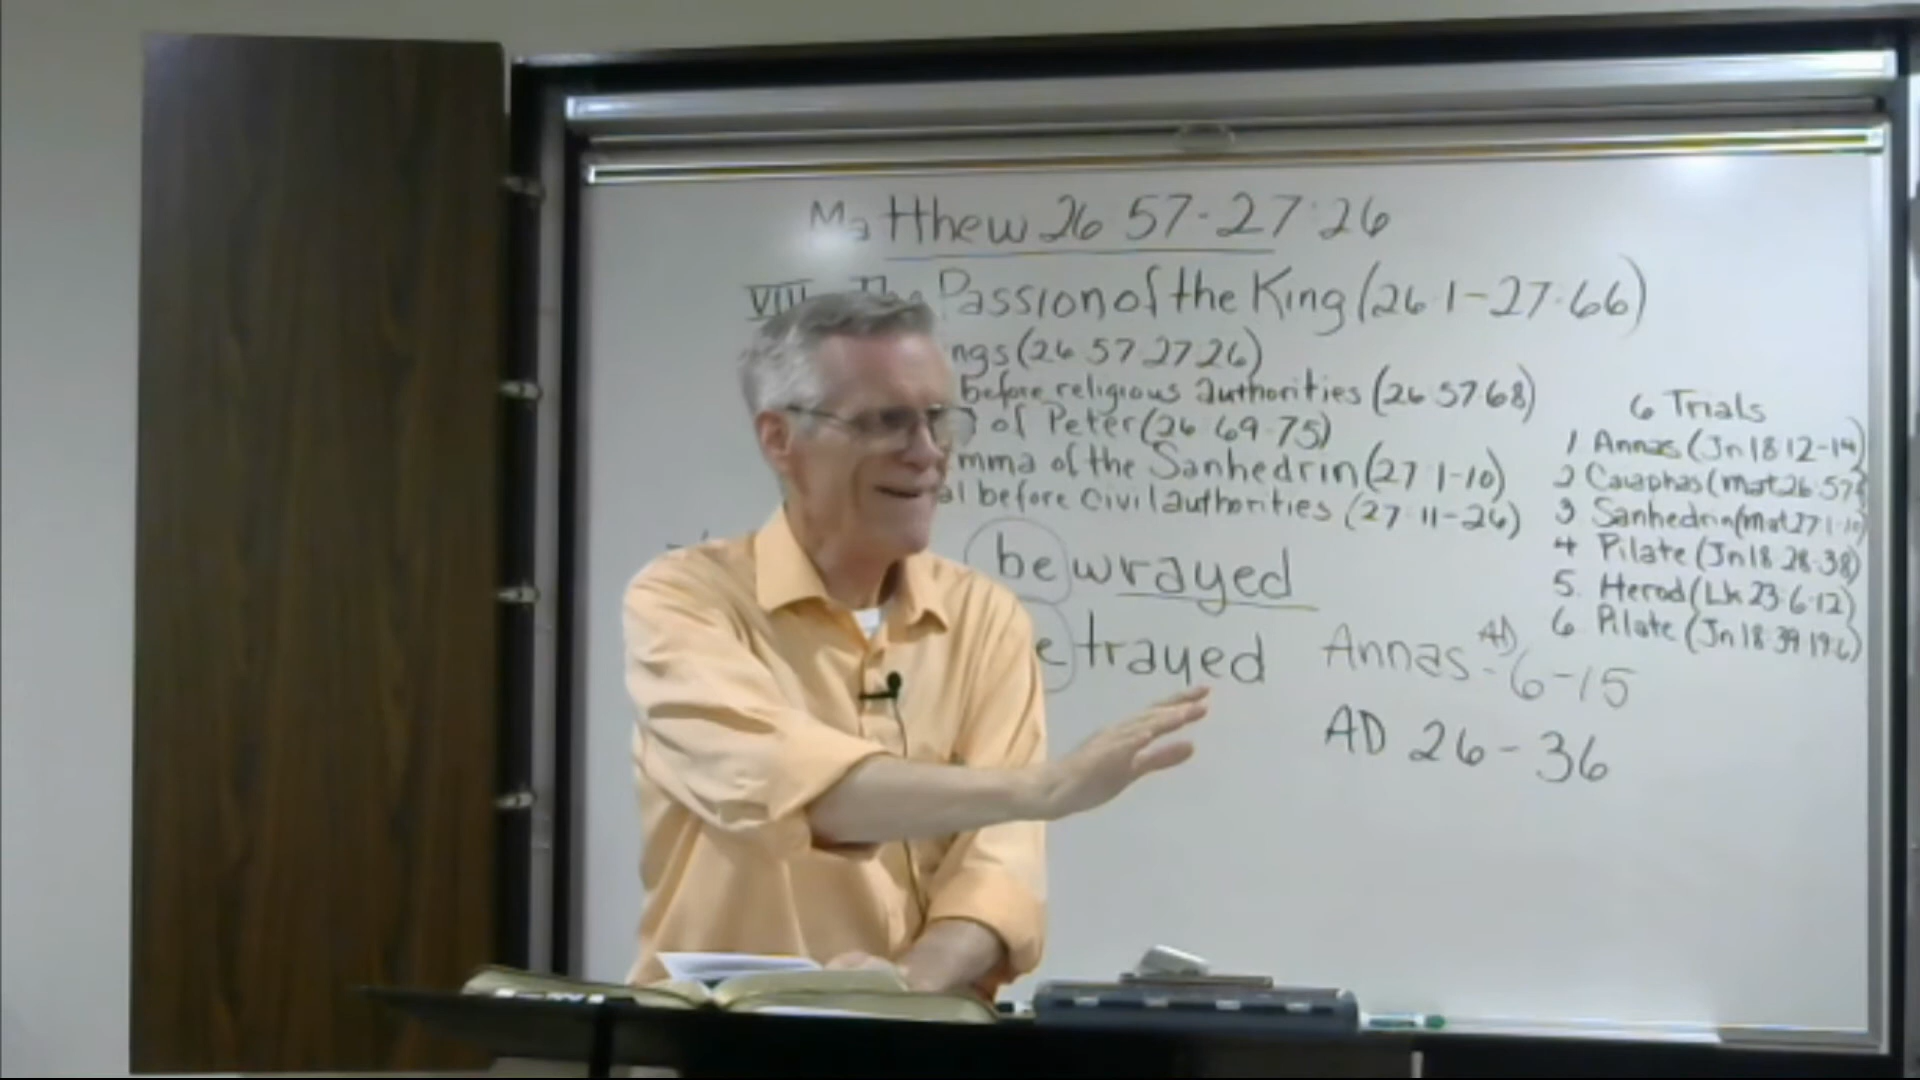 Matthew 26 57-27:26
VIII The Passion of the King (26 1-27:66)
ngs (26 57 27 26)
before religious authorities (26 57 68)
of Peter (26 69-75)
mma of the Sanhedrin (27 1-10)
al before civil authorities (27 11-26)
6 Trials
1 Annas (Jn 18 12-14)
2 Caiaphas (Mat 26 57
3 Sanhedrin (Mat 27 1-10)
4 Pilate (Jn 18 28-38)
5. Herod (Lk 23:6-12)
6 Pilate (Jn 18 39 19:6)
bewrayed
etrayed
Annas - AD 6-15
AD 26-36